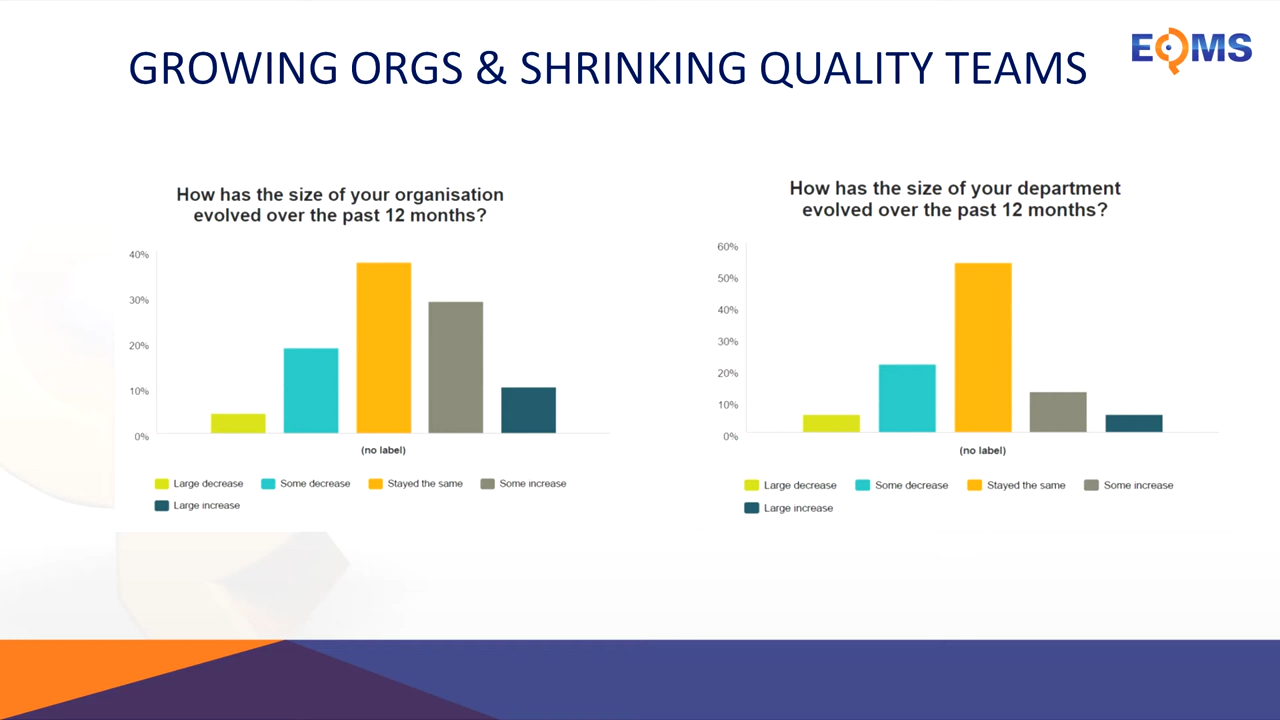 GROWING ORGS & SHRINKING QUALITY TEAMS
EQMS
How has the size of your organisation
evolved over the past 12 months?
40%
30%
20%
10%
0%
(no label)
Large decrease
Some decrease
Stayed the same
Some increase
Large increase
How has the size of your department
evolved over the past 12 months?
60%
50%
40%
30%
20%
10%
0%
(no label)
Large decrease
Some decrease
Stayed the same
Some increase
Large increase